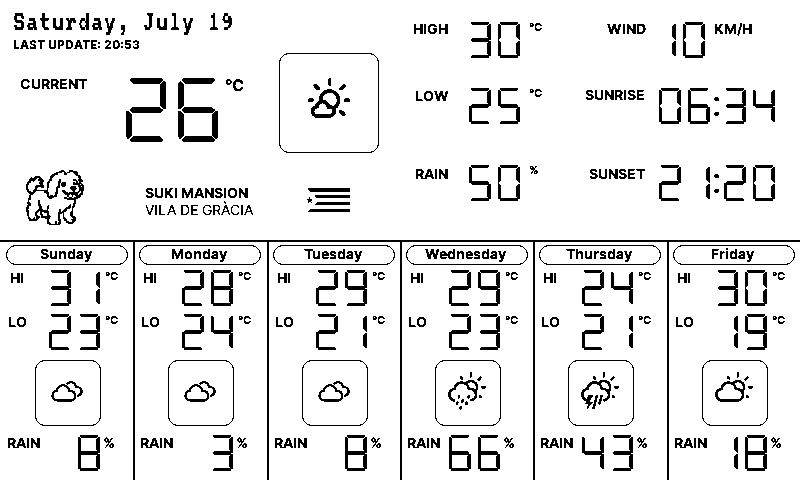 Saturday, July 19
LAST UPDATE: 20:53
CURRENT 26 °C
SUKI MANSION
VILA DE GRÀCIA
HIGH 30 °C
LOW 25 °C
RAIN 50 %
WIND 10 KM/H
SUNRISE 06:34
SUNSET 21:20
Sunday
HI 31 °C
LO 23 °C
RAIN 8 %
Monday
HI 28 °C
LO 24 °C
RAIN 3 %
Tuesday
HI 29 °C
LO 21 °C
RAIN 8 %
Wednesday
HI 29 °C
LO 23 °C
RAIN 66 %
Thursday
HI 24 °C
LO 21 °C
RAIN 43 %
Friday
HI 30 °C
LO 19 °C
RAIN 18 %